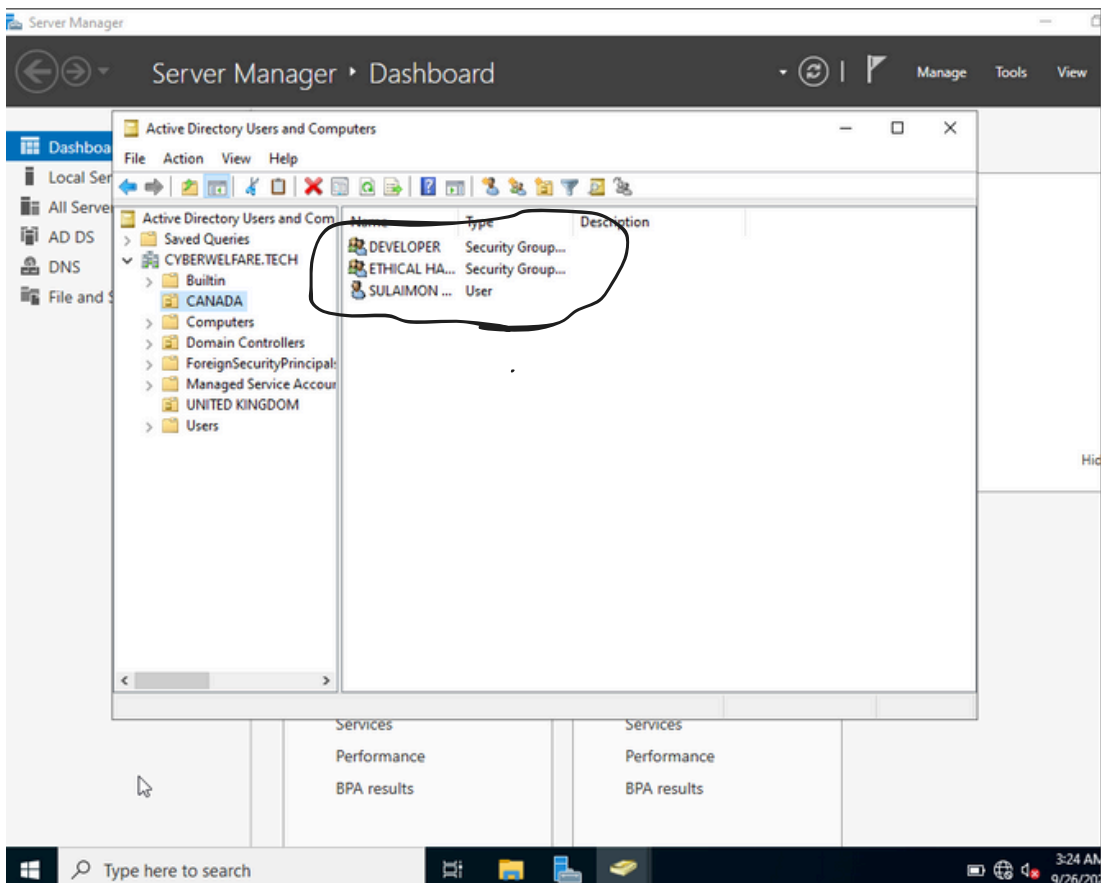 Server Manager
Server Manager ‣ Dashboard
Manage Tools View
Active Directory Users and Computers
File Action View Help
Dashboa
Local Ser
All Server
AD DS
DNS
File and S
Active Directory Users and Com
Saved Queries
CYBERWELFARE.TECH
Builtin
CANADA
Computers
Domain Controllers
ForeignSecurityPrincipals
Managed Service Accour
UNITED KINGDOM
Users
Name Type Description
DEVELOPER Security Group...
ETHICAL HA... Security Group...
SULAIMON ... User
Hid
Services Services
Performance Performance
BPA results BPA results
Type here to search
3:24 AM
9/26/202